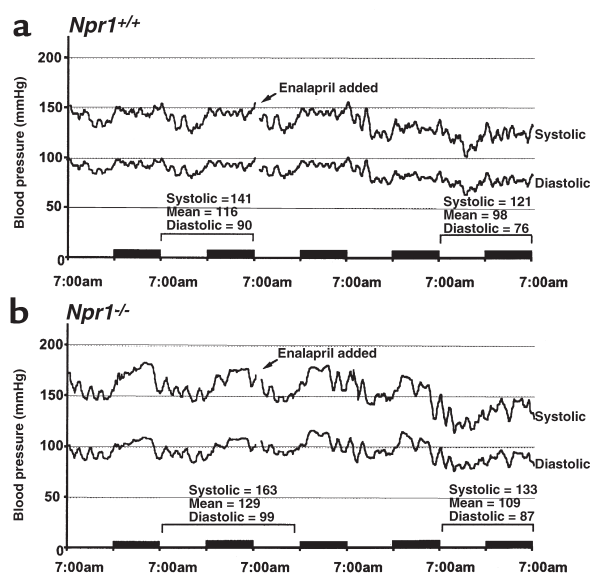 a Npr1+/+
Blood pressure (mmHg)
200
150
100
50
0
Enalapril added
Systolic
Diastolic
Systolic =141
Mean = 116
Diastolic = 90
Systolic = 121
Mean = 98
Diastolic = 76
7:00am 7:00am 7:00am 7:00am 7:00am 7:00am
b Npr1-/-
Blood pressure (mmHg)
200
150
100
50
0
Enalapril added
Systolic
Diastolic
Systolic = 163
Mean = 129
Diastolic = 99
Systolic = 133
Mean = 109
Diastolic = 87
7:00am 7:00am 7:00am 7:00am 7:00am 7:00am